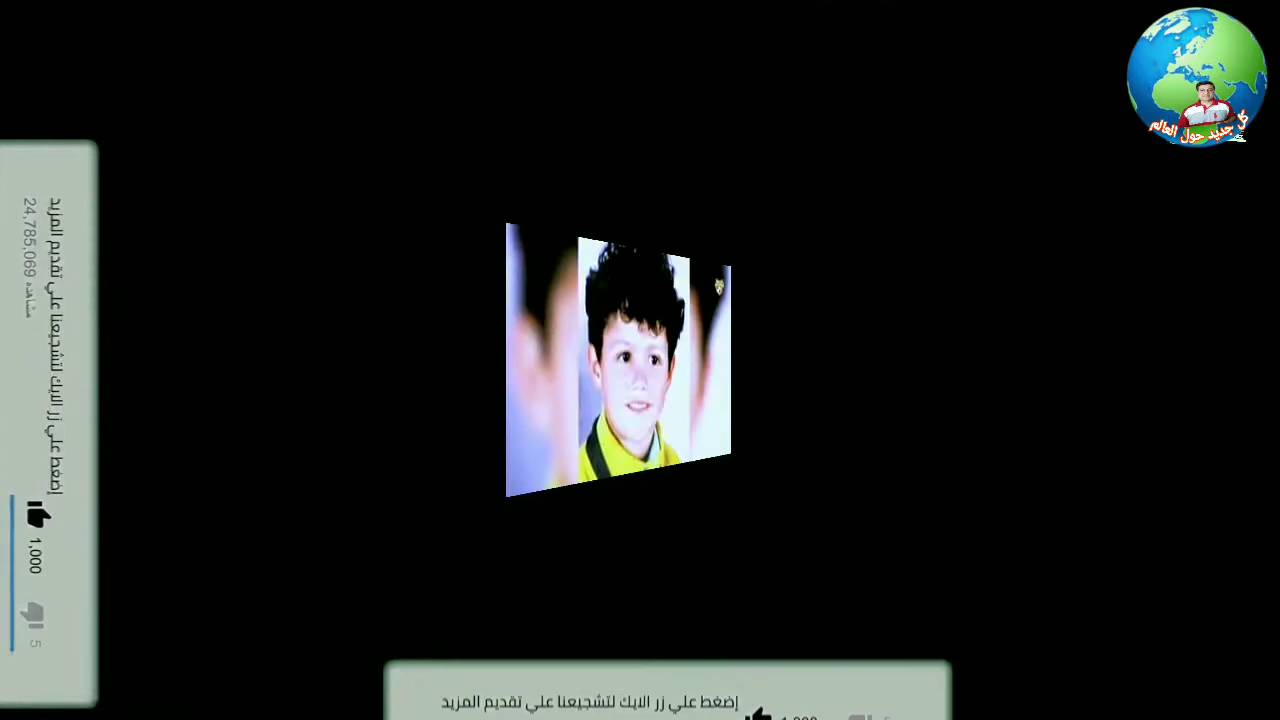 كل جديد حول العالم
إضغط علي زر الايك لتشجيعنا علي تقديم المزيد
24,785,069 مشاهده
1,000
5
إضغط علي زر الايك لتشجيعنا علي تقديم المزيد